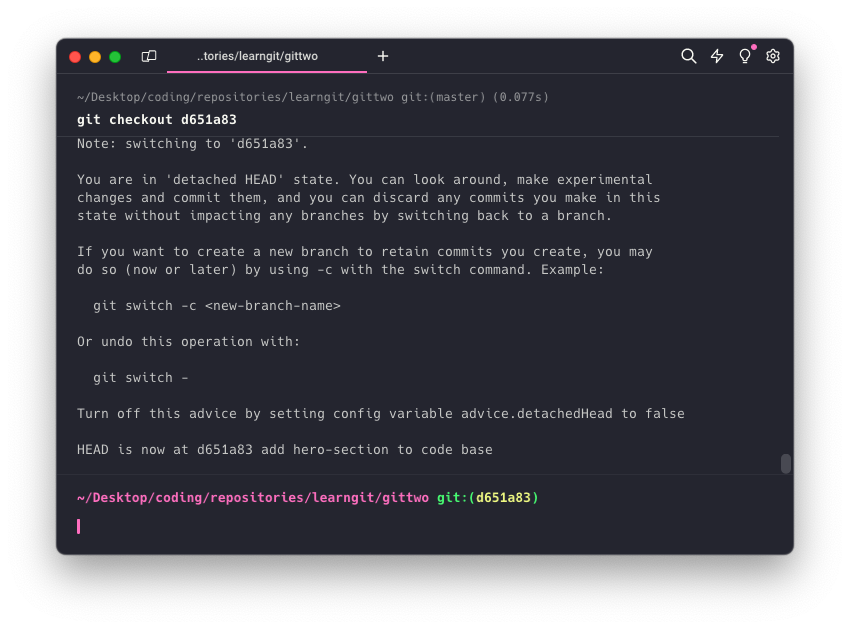 ..tories/learngit/gittwo
~/Desktop/coding/repositories/learngit/gittwo git:(master) (0.077s)
git checkout d651a83
Note: switching to 'd651a83'.
You are in 'detached HEAD' state. You can look around, make experimental
changes and commit them, and you can discard any commits you make in this
state without impacting any branches by switching back to a branch.
If you want to create a new branch to retain commits you create, you may
do so (now or later) by using -c with the switch command. Example:
  git switch -c <new-branch-name>
Or undo this operation with:
  git switch -
Turn off this advice by setting config variable advice.detachedHead to false
HEAD is now at d651a83 add hero-section to code base
~/Desktop/coding/repositories/learngit/gittwo git:(d651a83)